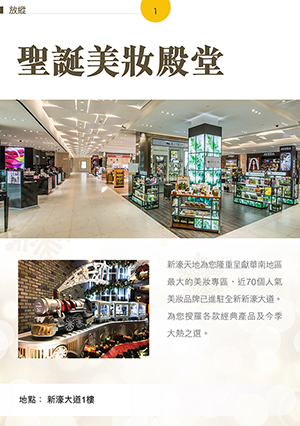 放縱
1
聖誕美妝殿堂
新濠天地為您隆重呈獻華南地區
最大的美妝專區，近70個人氣
美妝品牌已進駐全新新濠大道。
為您搜羅各款經典產品及今季
大熱之選。
地點： 新濠大道1樓